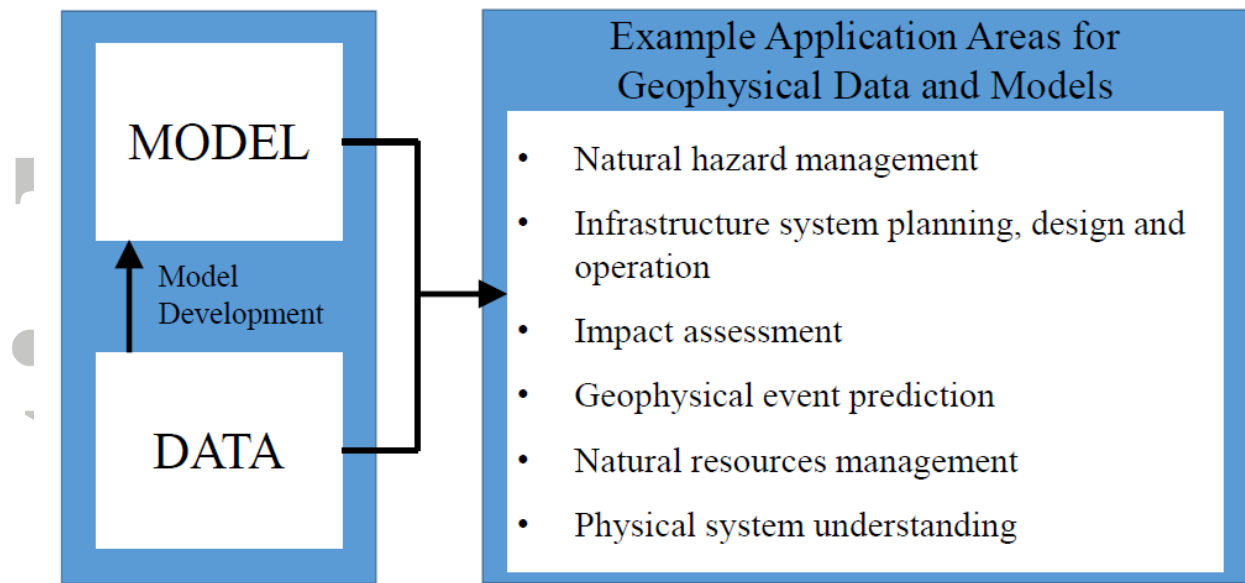 MODEL
Model
Development
DATA
Example Application Areas for
Geophysical Data and Models
• Natural hazard management
• Infrastructure system planning, design and
operation
• Impact assessment
• Geophysical event prediction
• Natural resources management
• Physical system understanding